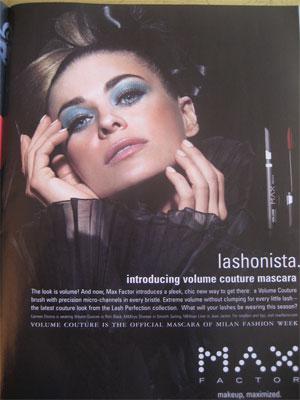 lashonista.
introducing volume couture mascara
The look is volume! And now, Max Factor introduces a sleek, chic new way to get there: a Volume Couture
brush with precision micro-channels in every bristle. Extreme volume without clumping for every little lash –
the latest couture look from the Lash Perfection collection. What will your lashes be wearing this season?
VOLUME COUTURE IS THE OFFICIAL MASCARA OF MILAN FASHION WEEK
MAX
FACTOR
makeup, maximized.
MAX